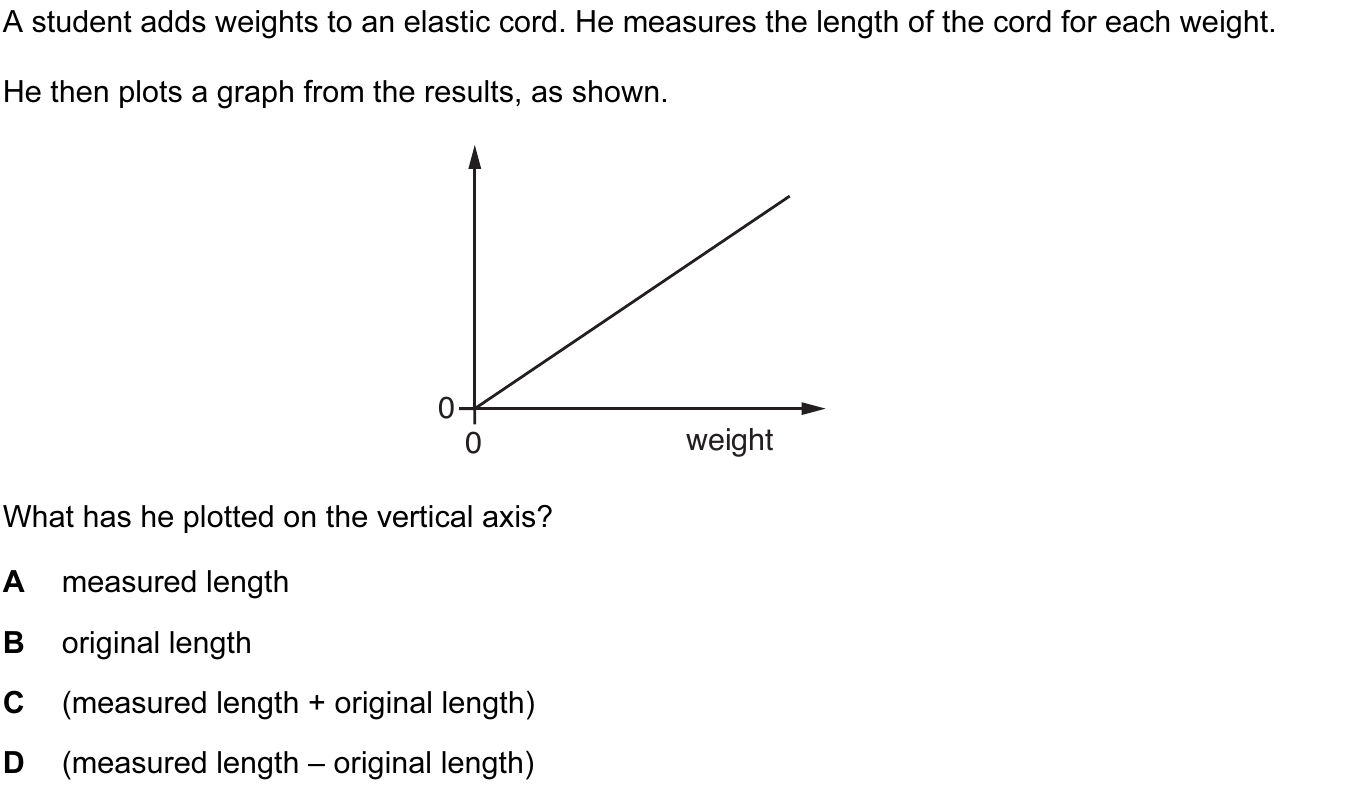 A student adds weights to an elastic cord. He measures the length of the cord for each weight.
He then plots a graph from the results, as shown.
0
0
weight
What has he plotted on the vertical axis?
A measured length
B original length
C (measured length + original length)
D (measured length – original length)